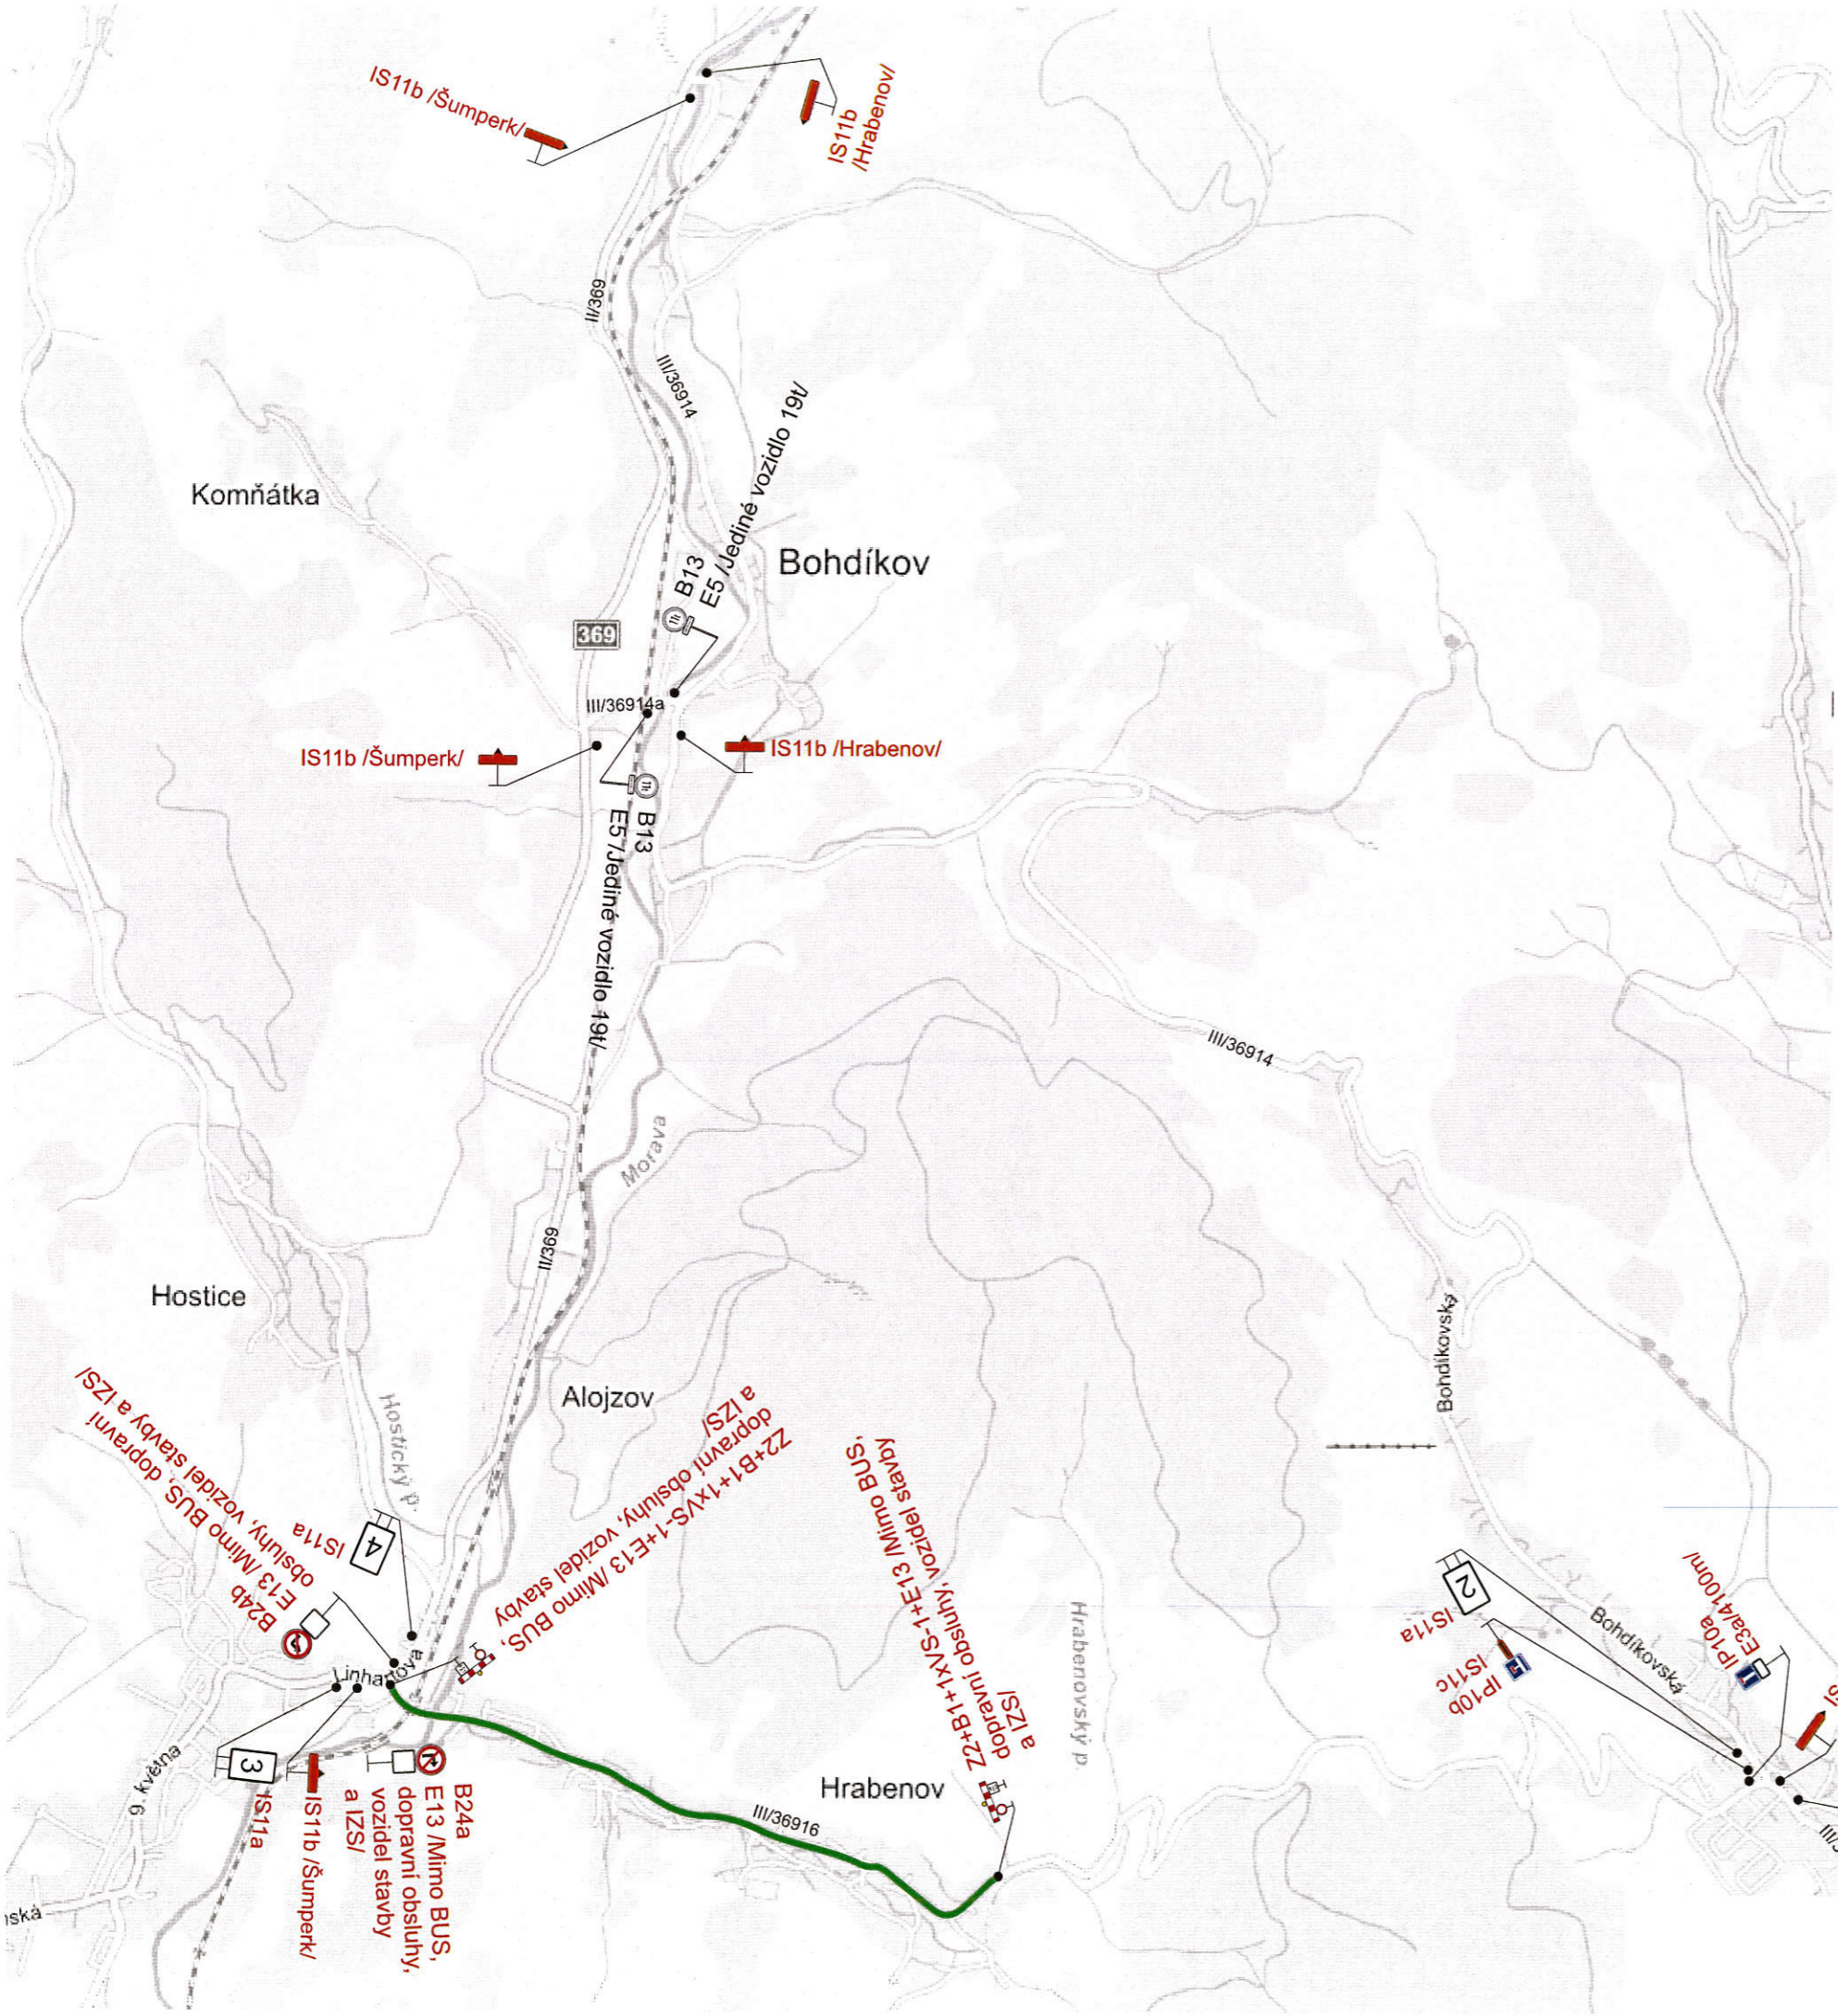 IS11b /Šumperk/
IS11b
/Hrabenov/
II/369
III/36914
Komňátka
Bohdíkov
B13
E5 /Jediné vozidlo 19t/
369
III/36914a
IS11b /Šumperk/
IS11b /Hrabenov/
B13
E5 /Jediné vozidlo 19t/
III/36914
Morava
II/369
Hostice
Alojzov
Hostický p.
Bohdíkovská
B24b
E13 /Mimo BUS, dopravní
obsluhy, vozidel stavby a IZS/
IS11a
4
Z2+B1+1xVS-1+E13 /Mimo BUS,
dopravní obsluhy, vozidel stavby
a IZS/
Z2+B1+1xVS-1+E13 /Mimo BUS,
dopravní obsluhy, vozidel stavby
a IZS/
Hrabenovský p
2
IS11a
IP10b
IS11c
Bohdíkovská
IP10a
E3a/4100m/
Linhartova
9. května
3
IS11a
IS11b /Šumperk/
B24a
E13 /Mimo BUS,
dopravní obsluhy,
vozidel stavby
a IZS/
Hrabenov
III/36916
nská